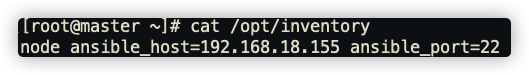 [root@master ~]# cat /opt/inventory
node ansible_host=192.168.18.155 ansible_port=22